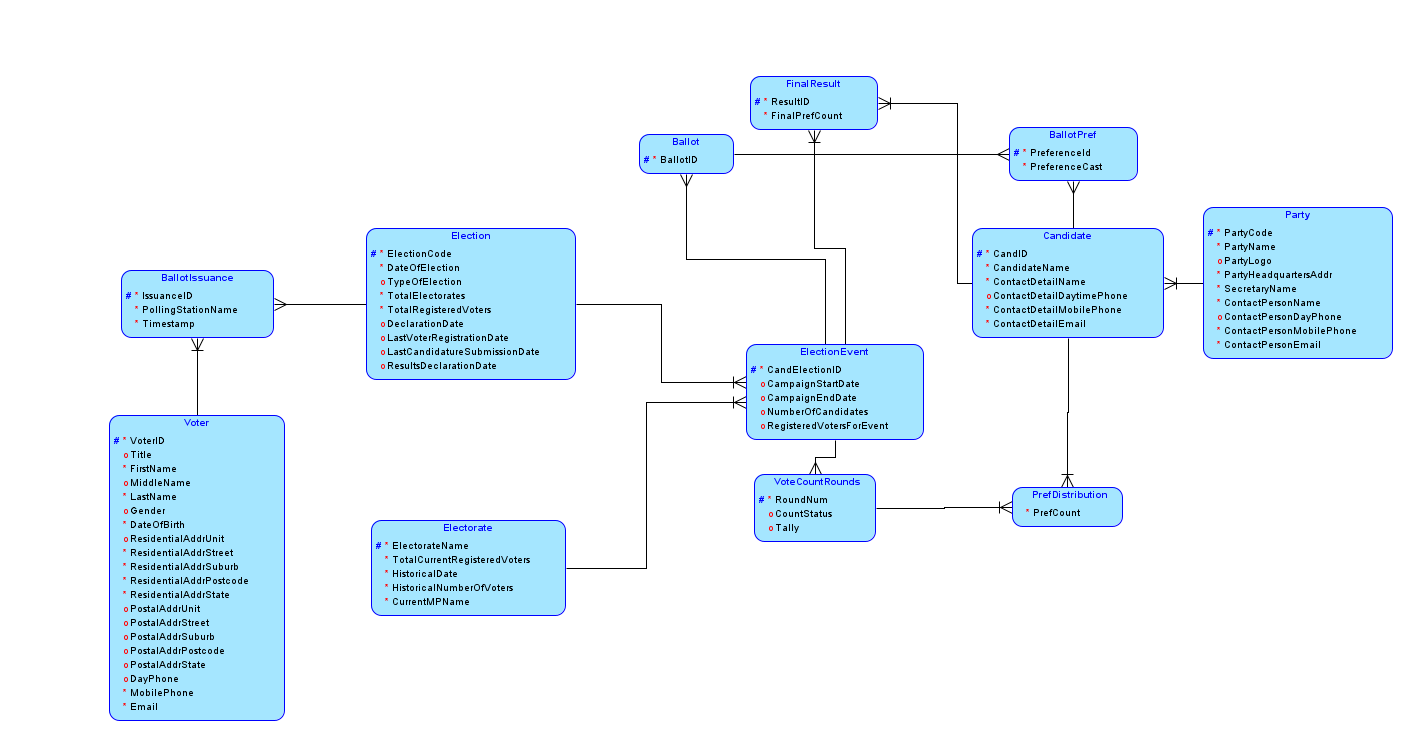 FinalResult
# * ResultID
* FinalPrefCount
Ballot
# * BallotID
BallotPref
# * PreferenceId
* PreferenceCast
Party
# * PartyCode
* PartyName
o PartyLogo
* PartyHeadquartersAddr
* SecretaryName
* ContactPersonName
o ContactPersonDayPhone
* ContactPersonMobilePhone
* ContactPersonEmail
Election
# * ElectionCode
* DateOfElection
o TypeOfElection
* TotalElectorates
* TotalRegisteredVoters
o DeclarationDate
o LastVoterRegistrationDate
o LastCandidatureSubmissionDate
o ResultsDeclarationDate
Candidate
# * CandID
* CandidateName
* ContactDetailName
o ContactDetailDaytimePhone
* ContactDetailMobilePhone
* ContactDetailEmail
BallotIssuance
# * IssuanceID
* PollingStationName
* Timestamp
ElectionEvent
# * CandElectionID
o CampaignStartDate
o CampaignEndDate
o NumberOfCandidates
o RegisteredVotersForEvent
Voter
# * VoterID
o Title
* FirstName
o MiddleName
* LastName
o Gender
* DateOfBirth
o ResidentialAddrUnit
* ResidentialAddrStreet
* ResidentialAddrSuburb
* ResidentialAddrPostcode
* ResidentialAddrState
o PostalAddrUnit
o PostalAddrStreet
o PostalAddrSuburb
o PostalAddrPostcode
o PostalAddrState
o DayPhone
* MobilePhone
* Email
VoteCountRounds
# * RoundNum
o CountStatus
o Tally
PrefDistribution
* PrefCount
Electorate
# * ElectorateName
* TotalCurrentRegisteredVoters
* HistoricalDate
* HistoricalNumberOfVoters
* CurrentMPName